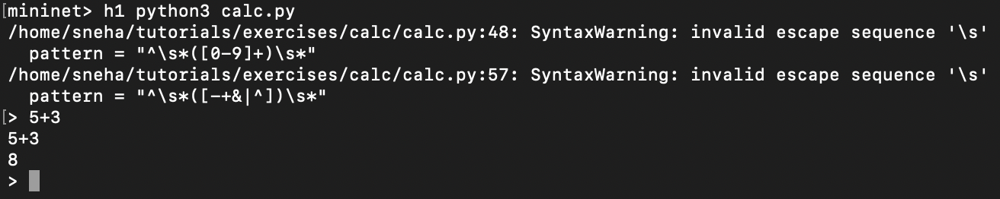 [mininet> h1 python3 calc.py
/home/sneha/tutorials/exercises/calc/calc.py:48: SyntaxWarning: invalid escape sequence '\s'
  pattern = "^\s*([0-9]+)\s*"
/home/sneha/tutorials/exercises/calc/calc.py:57: SyntaxWarning: invalid escape sequence '\s'
  pattern = "^\s*([-+&|^])\s*"
[> 5+3
5+3
8
>